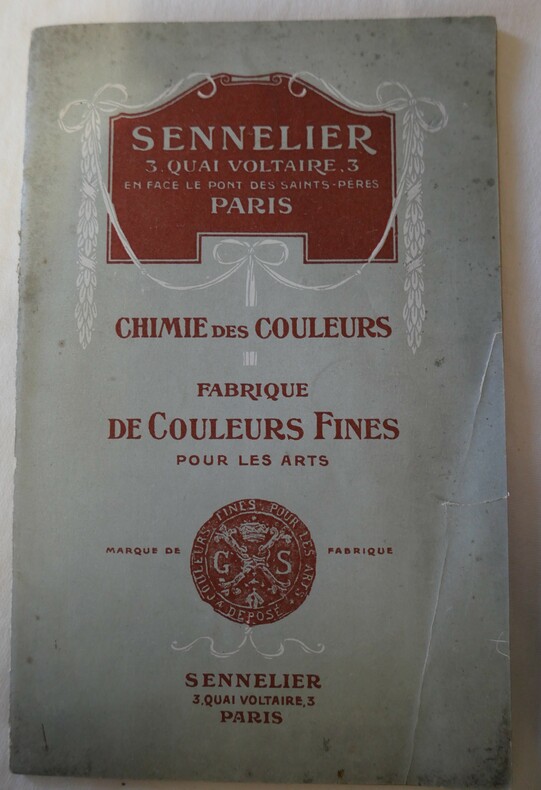 SENNELIER
3, QUAI VOLTAIRE, 3
EN FACE LE PONT DES SAINTS-PÈRES
PARIS
CHIMIE DES COULEURS
FABRIQUE
DE COULEURS FINES
POUR LES ARTS
MARQUE DE FABRIQUE
COULEURS FINES POUR LES ARTS
G S
DÉPOSÉ
SENNELIER
3, QUAI VOLTAIRE, 3
PARIS